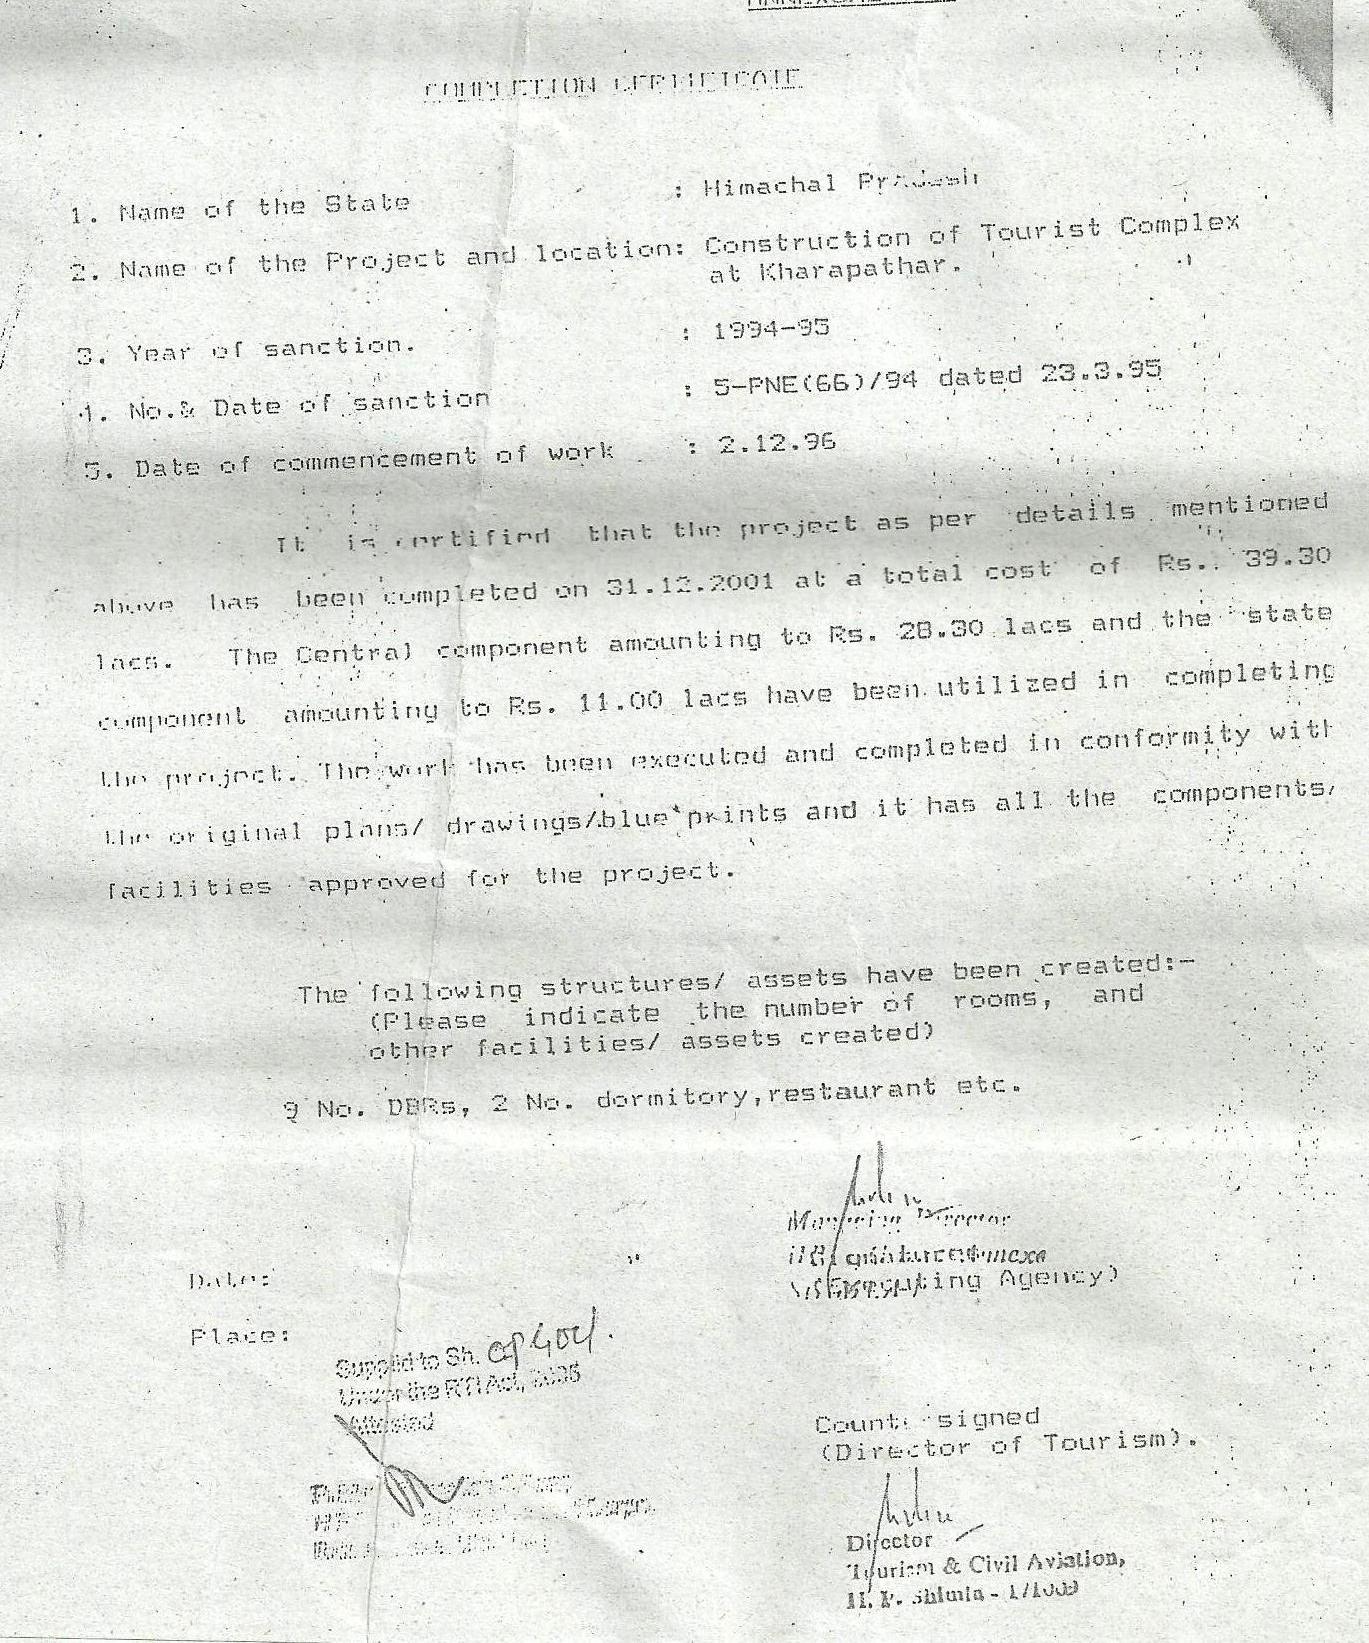 COMPLETION CERTIFICATE
1. Name of the State : Himachal Pradesh
2. Name of the Project and location: Construction of Tourist Complex
at Kharapathar.
3. Year of sanction. : 1994-95
4. No.& Date of sanction : 5-PNE(66)/94 dated 23.3.95
5. Date of commencement of work : 2.12.96
It is certified that the project as per details mentioned
above has been completed on 31.12.2001 at a total cost of Rs. 39.30
lacs. The Central component amounting to Rs. 28.30 lacs and the state
component amounting to Rs. 11.00 lacs have been utilized in completing
the project. The work has been executed and completed in conformity with
the original plans/ drawings/blue prints and it has all the components/
facilities approved for the project.
The following structures/ assets have been created:-
(Please indicate the number of rooms, and
other facilities/ assets created)
9 No. DBRs, 2 No. dormitory,restaurant etc.
Managing Director
Date: (Executing Agency)
Place:
Supplied to Sh.
Under the RTI Act, 2005
Attested
Counter signed
(Director of Tourism).
Director
Tourism & Civil Aviation,
H. P. Shimla -